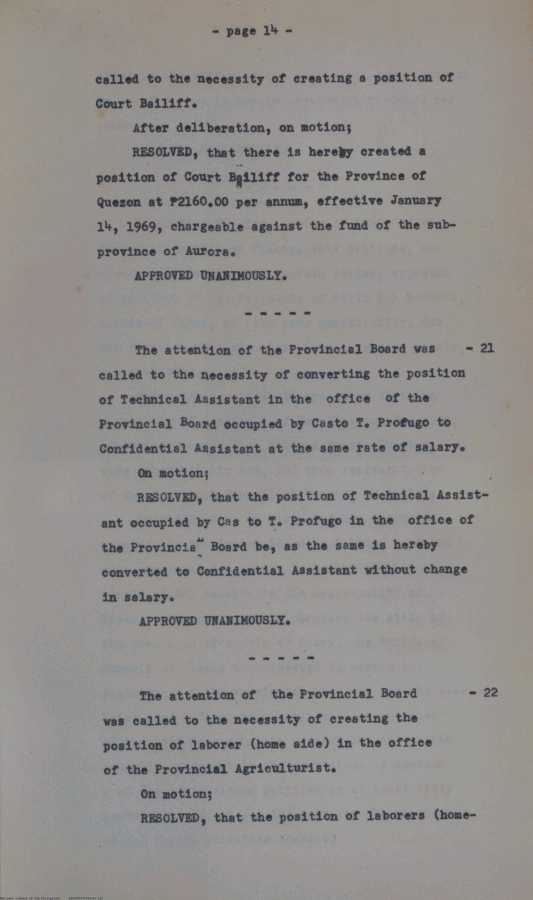 - page 14 -
called to the necessity of creating a position of
Court Bailiff.
After deliberation, on motion;
RESOLVED, that there is hereby created a
position of Court Bailiff for the Province of
Quezon at ₱2160.00 per annum, effective January
14, 1969, chargeable against the fund of the sub-
province of Aurora.
APPROVED UNANIMOUSLY.
- - - - -
The attention of the Provincial Board was - 21
called to the necessity of converting the position
of Technical Assistant in the office of the
Provincial Board occupied by Casto T. Profugo to
Confidential Assistant at the same rate of salary.
On motion;
RESOLVED, that the position of Technical Assist-
ant occupied by Cas to T. Profugo in the office of
the Provincia" Board be, as the same is hereby
converted to Confidential Assistant without change
in salary.
APPROVED UNANIMOUSLY.
- - - - -
The attention of the Provincial Board - 22
was called to the necessity of creating the
position of laborer (home aide) in the office
of the Provincial Agriculturist.
On motion;
RESOLVED, that the position of laborers (home-